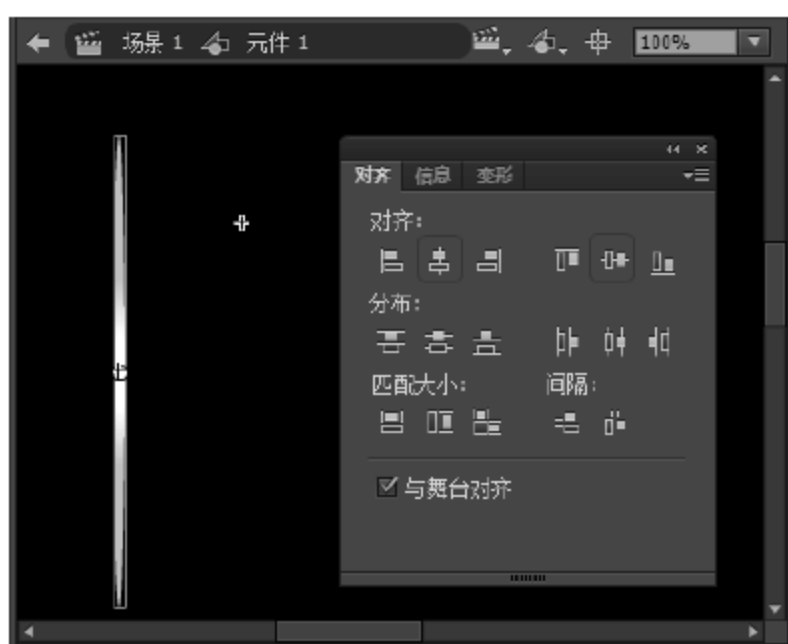 场景 1 元件 1 100%
对齐 信息 变形
对齐:
分布:
匹配大小: 间隔:
与舞台对齐